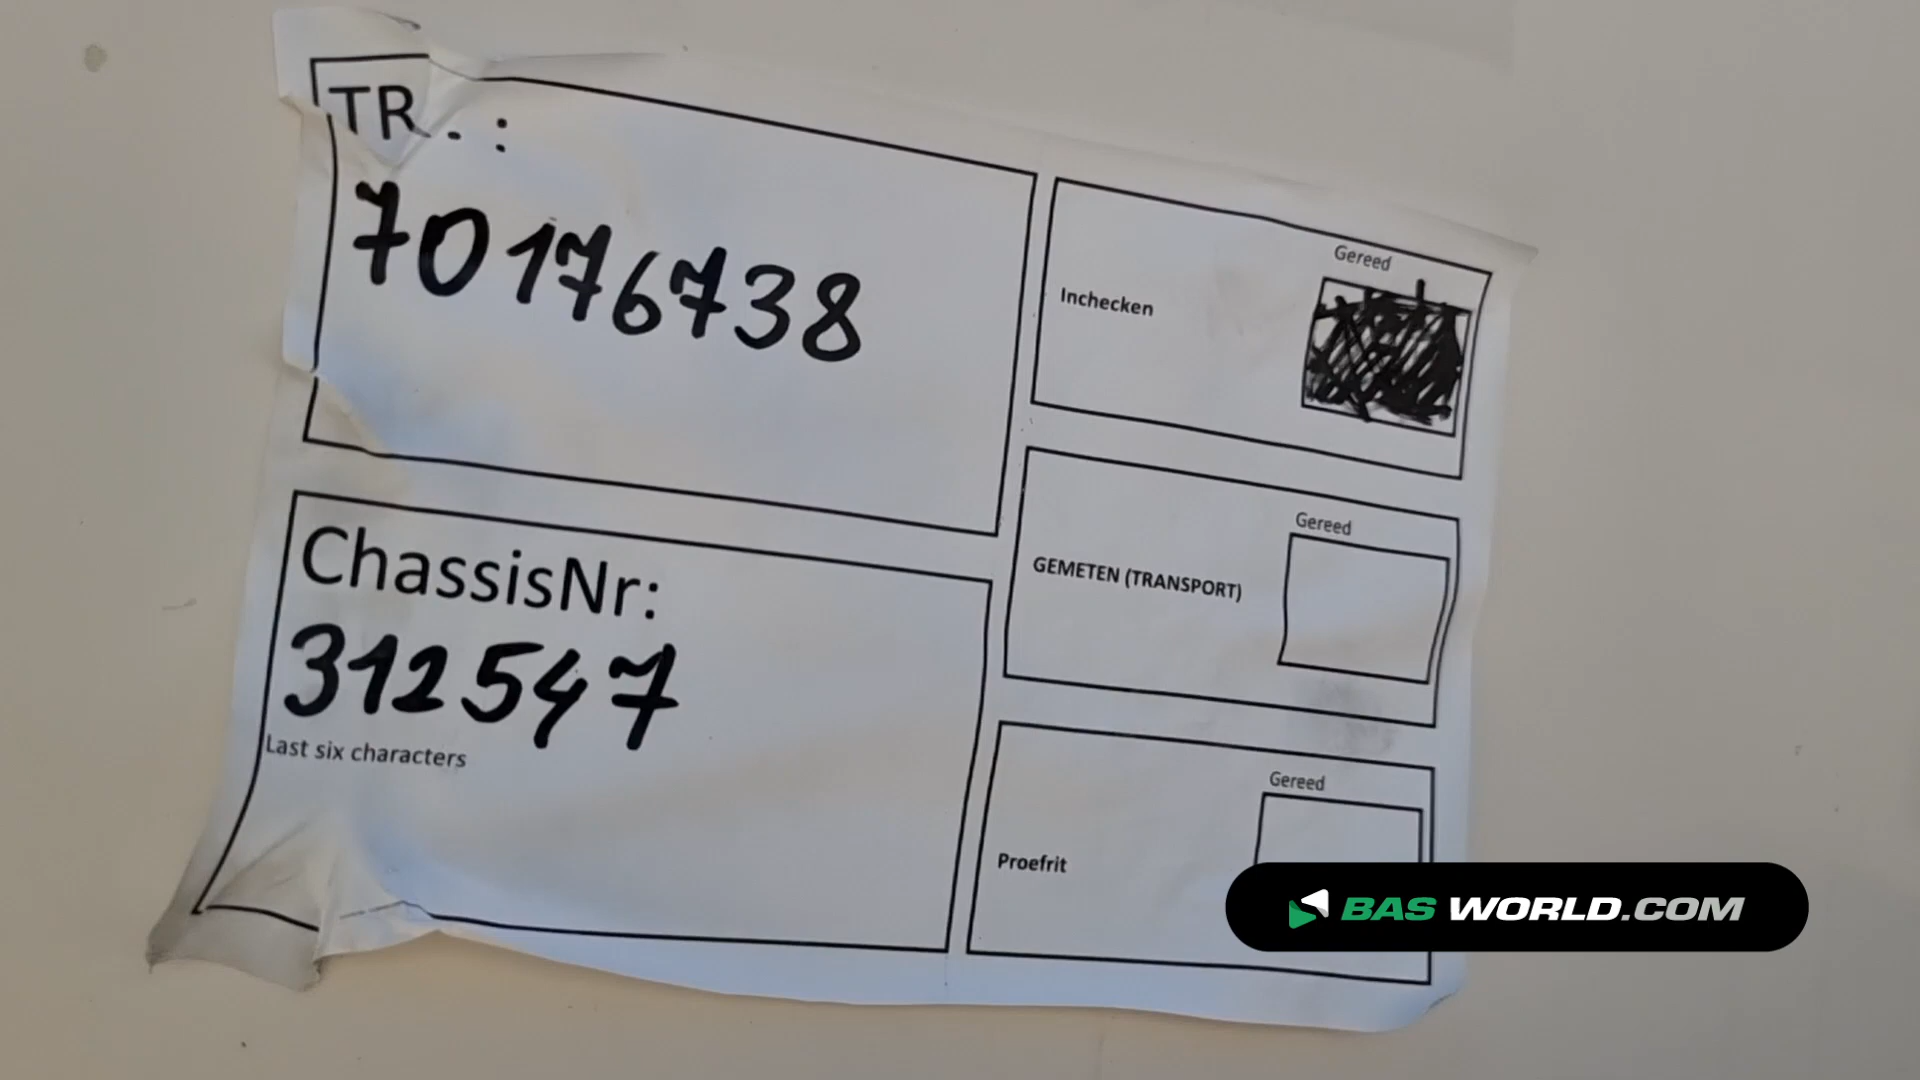 TR. :
70176738
ChassisNr:
312547
Last six characters
Gereed
Inchecken
Gereed
GEMETEN (TRANSPORT)
Gereed
Proefrit
BAS WORLD.COM